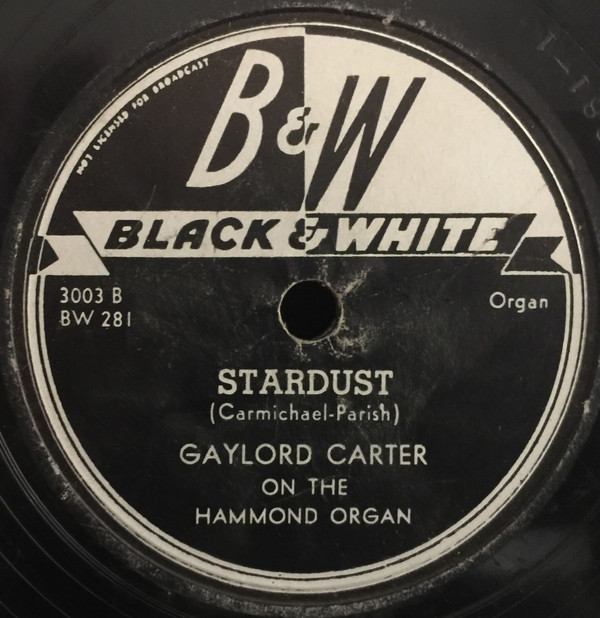 NOT LICENSED FOR BROADCAST
B&W
BLACK & WHITE
3003 B
BW 281
Organ
STARDUST
(Carmichael-Parish)
GAYLORD CARTER
ON THE
HAMMOND ORGAN